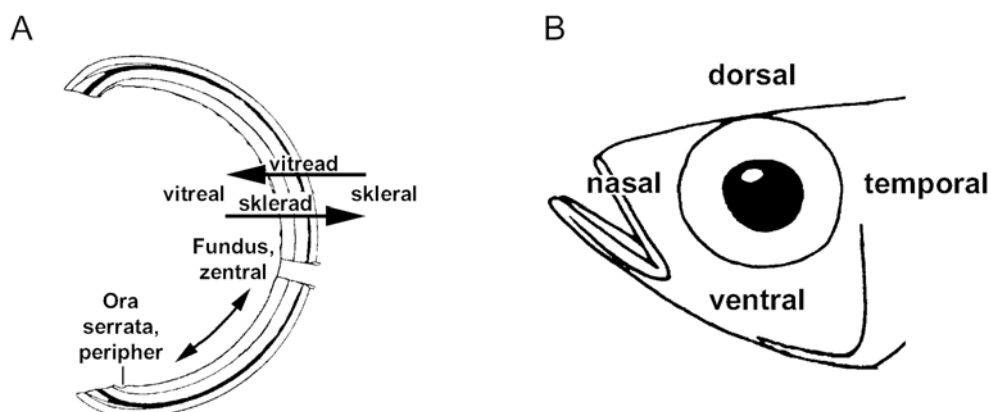 A
vitread
vitreal
skleral
sklerad
Fundus,
zentral
Ora
serrata,
peripher
B
dorsal
nasal
temporal
ventral